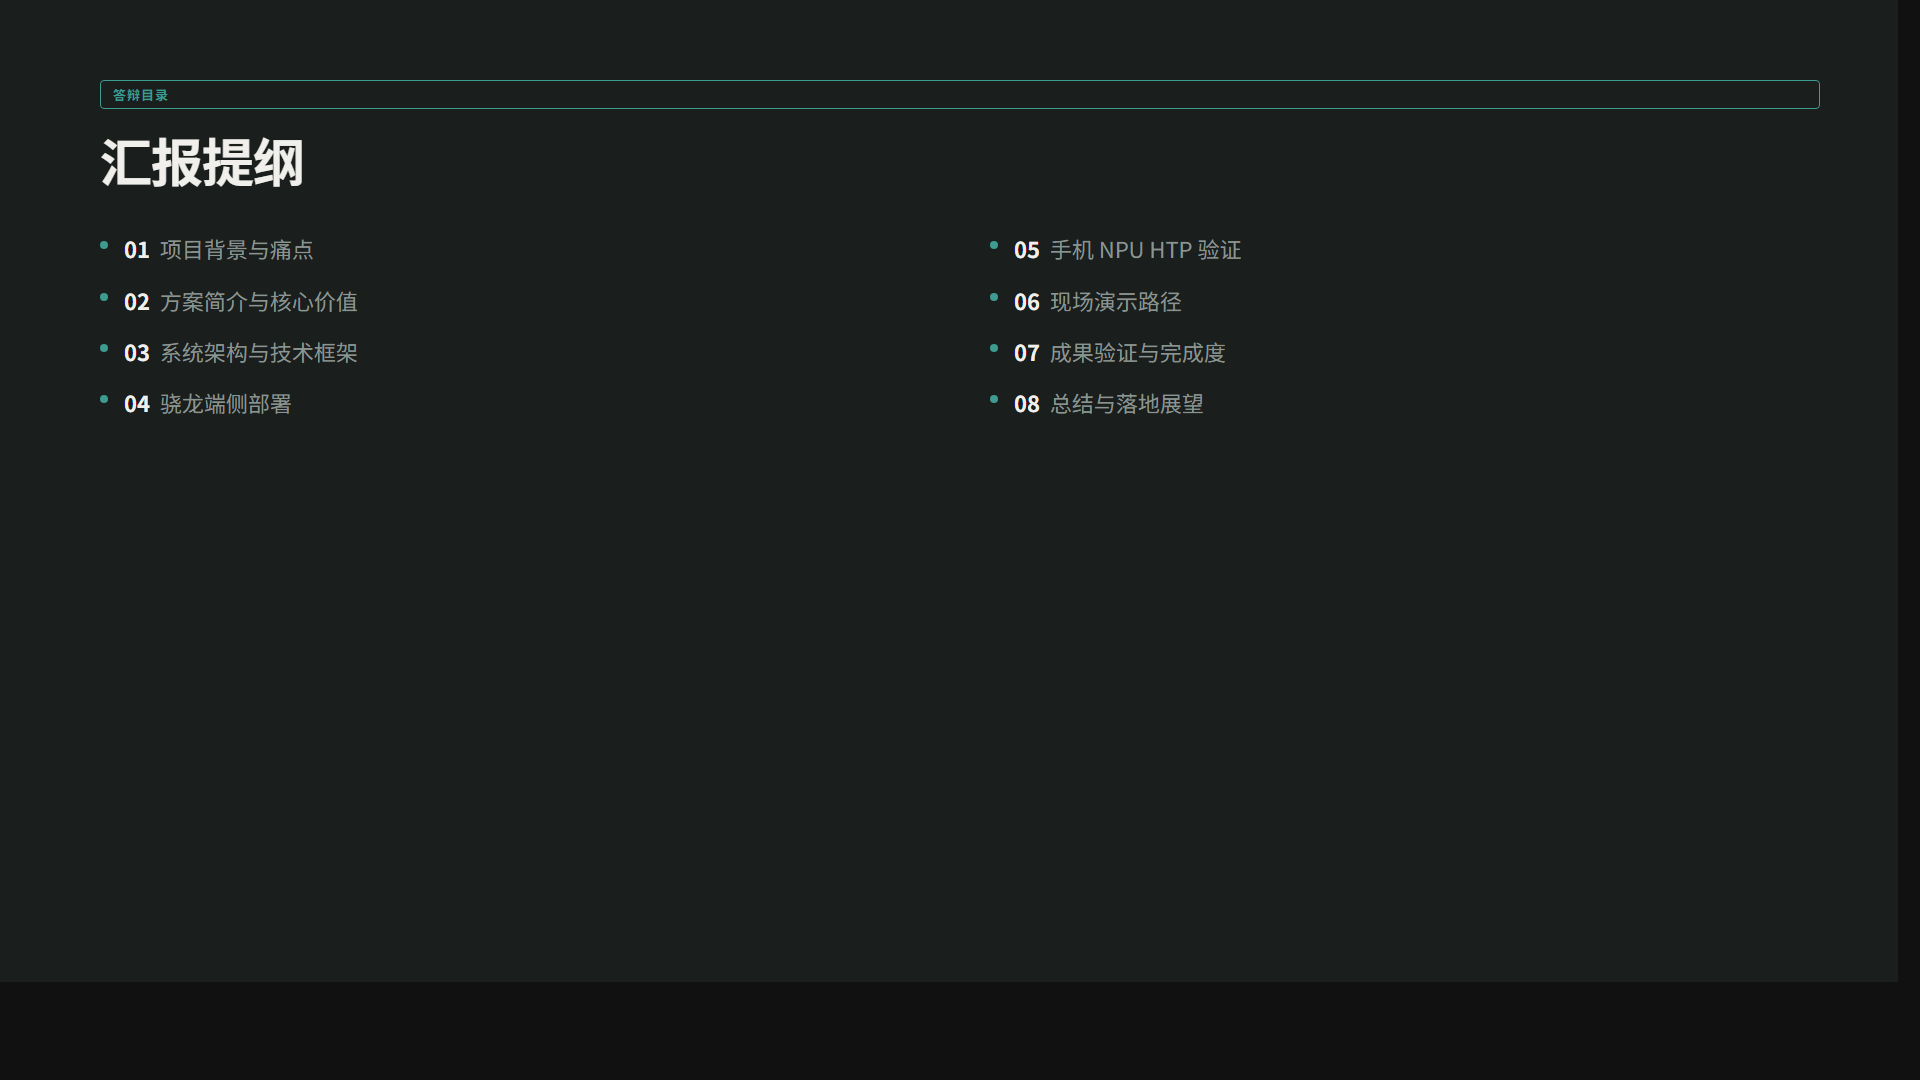 答辩目录
汇报提纲
01 项目背景与痛点
02 方案简介与核心价值
03 系统架构与技术框架
04 骁龙端侧部署
05 手机 NPU HTP 验证
06 现场演示路径
07 成果验证与完成度
08 总结与落地展望